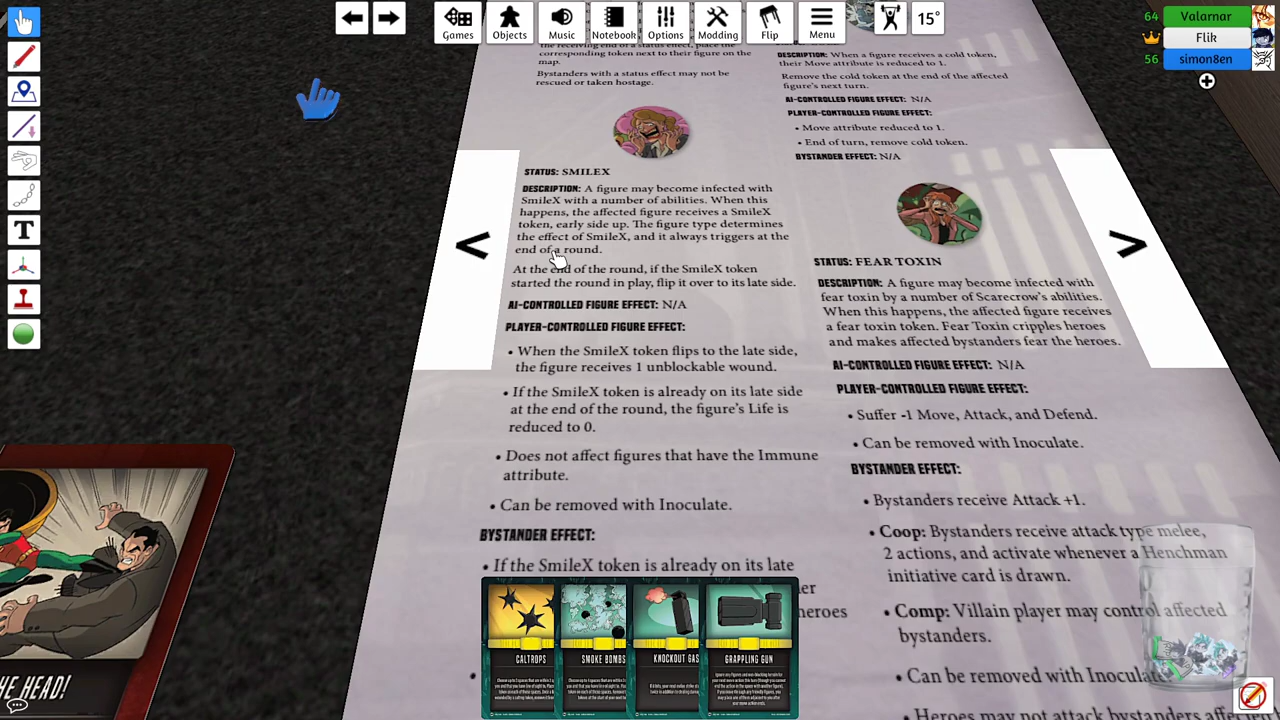 Games
Objects
Music
Notebook
Options
Modding
Flip
Menu
15°
64 Valarnar
Flik
56 simon8en
T
the receiving end of a status effect, place the
corresponding token next to their figure on the
map.
Bystanders with a status effect may not be
rescued or taken hostage.
STATUS: SMILEX
DESCRIPTION: A figure may become infected with
SmileX with a number of abilities. When this
happens, the affected figure receives a SmileX
token, early side up. The figure type determines
the effect of SmileX, and it always triggers at the
end of a round.
At the end of the round, if the SmileX token
started the round in play, flip it over to its late side.
AI-CONTROLLED FIGURE EFFECT: N/A
PLAYER-CONTROLLED FIGURE EFFECT:
• When the SmileX token flips to the late side,
the figure receives 1 unblockable wound.
• If the SmileX token is already on its late side
at the end of the round, the figure's Life is
reduced to 0.
• Does not affect figures that have the Immune
attribute.
• Can be removed with Inoculate.
BYSTANDER EFFECT:
• If the SmileX token is already on its late
heroes
DESCRIPTION: When a figure receives a cold token,
their Move attribute is reduced to 1.
Remove the cold token at the end of the affected
figure's next turn.
AI-CONTROLLED FIGURE EFFECT: N/A
PLAYER-CONTROLLED FIGURE EFFECT:
• Move attribute reduced to 1.
• End of turn, remove cold token.
BYSTANDER EFFECT: N/A
STATUS: FEAR TOXIN
DESCRIPTION: A figure may become infected with
fear toxin by a number of Scarecrow's abilities.
When this happens, the affected figure receives
a fear toxin token. Fear Toxin cripples heroes
and makes affected bystanders fear the heroes.
AI-CONTROLLED FIGURE EFFECT: N/A
PLAYER-CONTROLLED FIGURE EFFECT:
• Suffer -1 Move, Attack, and Defend.
• Can be removed with Inoculate.
BYSTANDER EFFECT:
• Bystanders receive Attack +1.
• Coop: Bystanders receive attack type melee,
2 actions, and activate whenever a Henchman
initiative card is drawn.
• Comp: Villain player may control affected
bystanders.
• Can be removed with Inocula
• Heroes may not attack
< >
CALTROPS
SMOKE BOMBS
KNOCKOUT GAS
GRAPPLING GUN
HE HEAD!